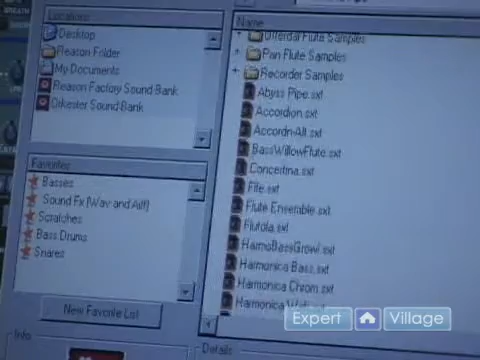 Locations
Desktop
Reason Folder
My Documents
Reason Factory Sound Bank
Orkester Sound Bank
Favorites
Basses
Sound Fx (Wav and Aiff)
Scratches
Bass Drums
Snares
New Favorite List
Info
Name
Flute Samples
Pan Flute Samples
Recorder Samples
Abyss Pipe.sxt
Accordion.sxt
Accordn-Alt.sxt
BassWillowFlute.sxt
Concertina.sxt
Fife.sxt
Flute Ensemble.sxt
Flutola.sxt
HarmoBassGrowl.sxt
Harmonica Bass.sxt
Harmonica Chrom.sxt
Harmonica
Details
Expert Village